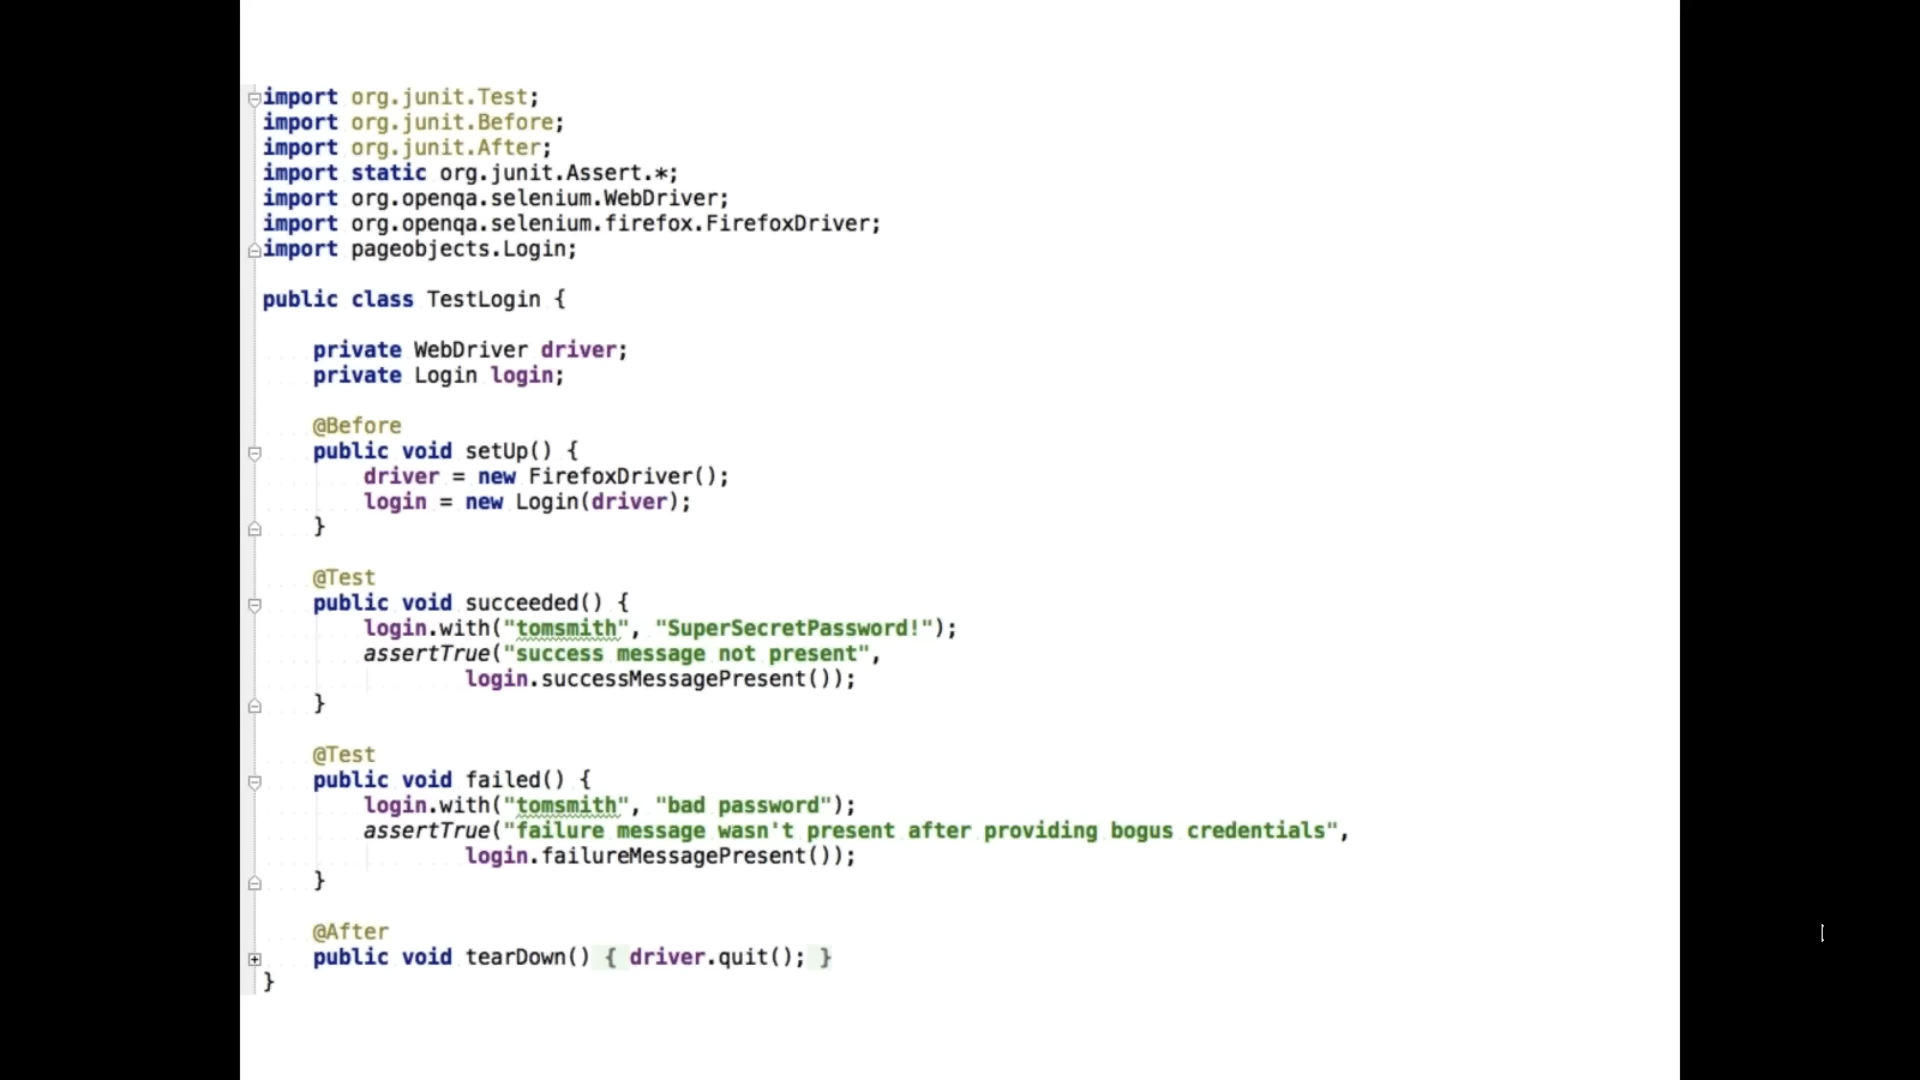 import org.junit.Test;
import org.junit.Before;
import org.junit.After;
import static org.junit.Assert.*;
import org.openqa.selenium.WebDriver;
import org.openqa.selenium.firefox.FirefoxDriver;
import pageobjects.Login;
public class TestLogin {
private WebDriver driver;
private Login login;
@Before
public void setUp() {
driver = new FirefoxDriver();
login = new Login(driver);
}
@Test
public void succeeded() {
login.with("tomsmith", "SuperSecretPassword!");
assertTrue("success message not present",
login.successMessagePresent());
}
@Test
public void failed() {
login.with("tomsmith", "bad password");
assertTrue("failure message wasn't present after providing bogus credentials",
login.failureMessagePresent());
}
@After
public void tearDown() { driver.quit(); }
}